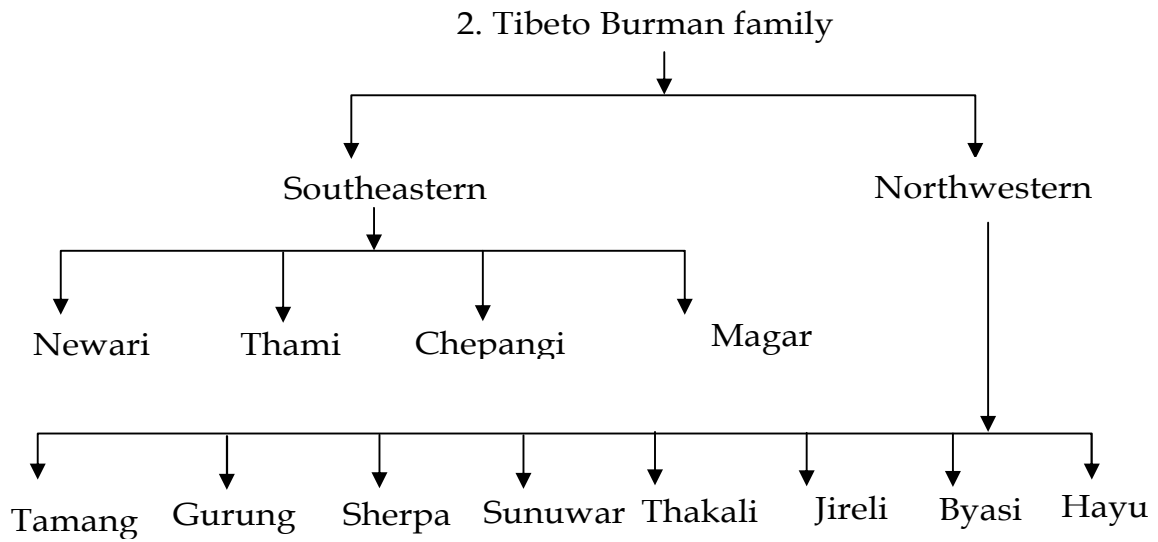 2. Tibeto Burman family
Southeastern Northwestern
Newari Thami Chepangi Magar
Tamang Gurung Sherpa Sunuwar Thakali Jireli Byasi Hayu